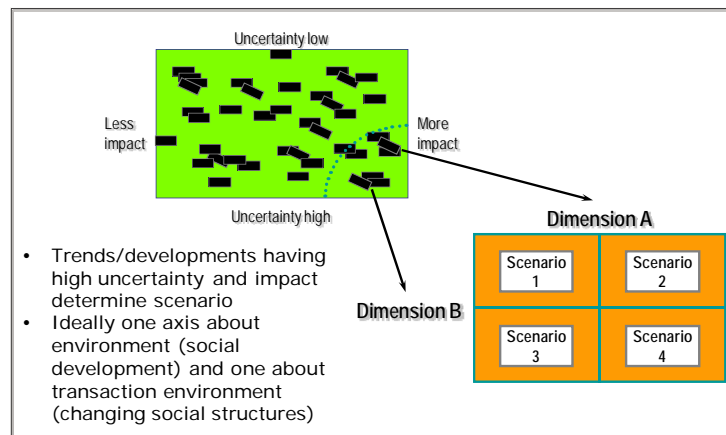 Uncertainty low
Less
impact
More
impact
Uncertainty high
Dimension A
Scenario
1
Scenario
2
Dimension B
Scenario
3
Scenario
4
• Trends/developments having
high uncertainty and impact
determine scenario
• Ideally one axis about
environment (social
development) and one about
transaction environment
(changing social structures)